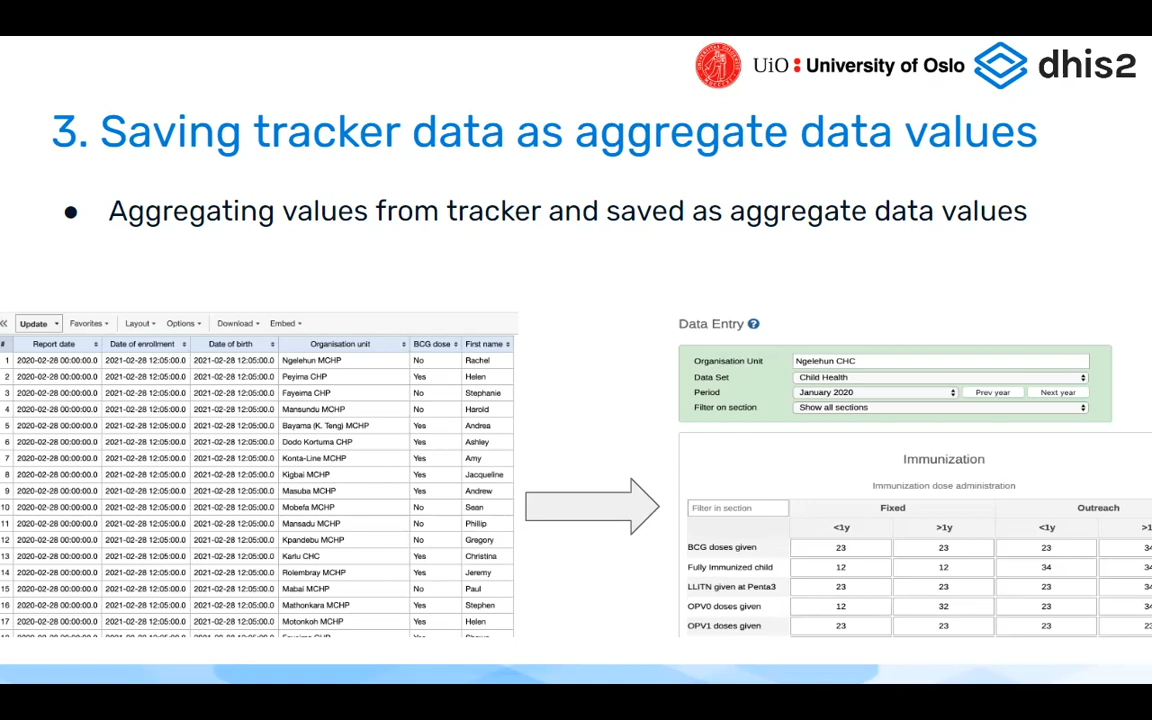 UiO : University of Oslo dhis2
3. Saving tracker data as aggregate data values
● Aggregating values from tracker and saved as aggregate data values
Update Favorites Layout Options Download Embed
# Report date Date of enrollment Date of birth Organisation unit BCG dose First name
1 2020-02-28 00:00:00.0 2021-02-28 12:05:00.0 2021-02-28 12:05:00.0 Ngelehun MCHP No Rachel
2 2020-02-28 00:00:00.0 2021-02-28 12:05:00.0 2021-02-28 12:05:00.0 Peyima CHP Yes Helen
3 2020-02-28 00:00:00.0 2021-02-28 12:05:00.0 2021-02-28 12:05:00.0 Fayeima CHP No Stephanie
4 2020-02-28 00:00:00.0 2021-02-28 12:05:00.0 2021-02-28 12:05:00.0 Mansundu MCHP No Harold
5 2020-02-28 00:00:00.0 2021-02-28 12:05:00.0 2021-02-28 12:05:00.0 Bayama (K. Teng) MCHP Yes Andrea
6 2020-02-28 00:00:00.0 2021-02-28 12:05:00.0 2021-02-28 12:05:00.0 Dodo Kortuma CHP Yes Ashley
7 2020-02-28 00:00:00.0 2021-02-28 12:05:00.0 2021-02-28 12:05:00.0 Konta-Line MCHP Yes Amy
8 2020-02-28 00:00:00.0 2021-02-28 12:05:00.0 2021-02-28 12:05:00.0 Kigbai MCHP Yes Jacqueline
9 2020-02-28 00:00:00.0 2021-02-28 12:05:00.0 2021-02-28 12:05:00.0 Masuba MCHP Yes Andrew
10 2020-02-28 00:00:00.0 2021-02-28 12:05:00.0 2021-02-28 12:05:00.0 Mobefa MCHP No Sean
11 2020-02-28 00:00:00.0 2021-02-28 12:05:00.0 2021-02-28 12:05:00.0 Mansadu MCHP No Phillip
12 2020-02-28 00:00:00.0 2021-02-28 12:05:00.0 2021-02-28 12:05:00.0 Kpandebu MCHP No Gregory
13 2020-02-28 00:00:00.0 2021-02-28 12:05:00.0 2021-02-28 12:05:00.0 Karlu CHC Yes Christina
14 2020-02-28 00:00:00.0 2021-02-28 12:05:00.0 2021-02-28 12:05:00.0 Rolembray MCHP Yes Jeremy
15 2020-02-28 00:00:00.0 2021-02-28 12:05:00.0 2021-02-28 12:05:00.0 Mabai MCHP No Paul
16 2020-02-28 00:00:00.0 2021-02-28 12:05:00.0 2021-02-28 12:05:00.0 Mathonkara MCHP Yes Stephen
17 2020-02-28 00:00:00.0 2021-02-28 12:05:00.0 2021-02-28 12:05:00.0 Motonkoh MCHP Yes Helen
Data Entry ?
Organisation Unit Ngelehun CHC
Data Set Child Health
Period January 2020 Prev year Next year
Filter on section Show all sections
Immunization
Immunization dose administration
Filter in section Fixed Outreach
<1y >1y <1y >1
BCG doses given 23 23 23 34
Fully Immunized child 12 12 34
LLITN given at Penta3 23 23 23 34
OPV0 doses given 12 32 23 34
OPV1 doses given 23 23 23 23